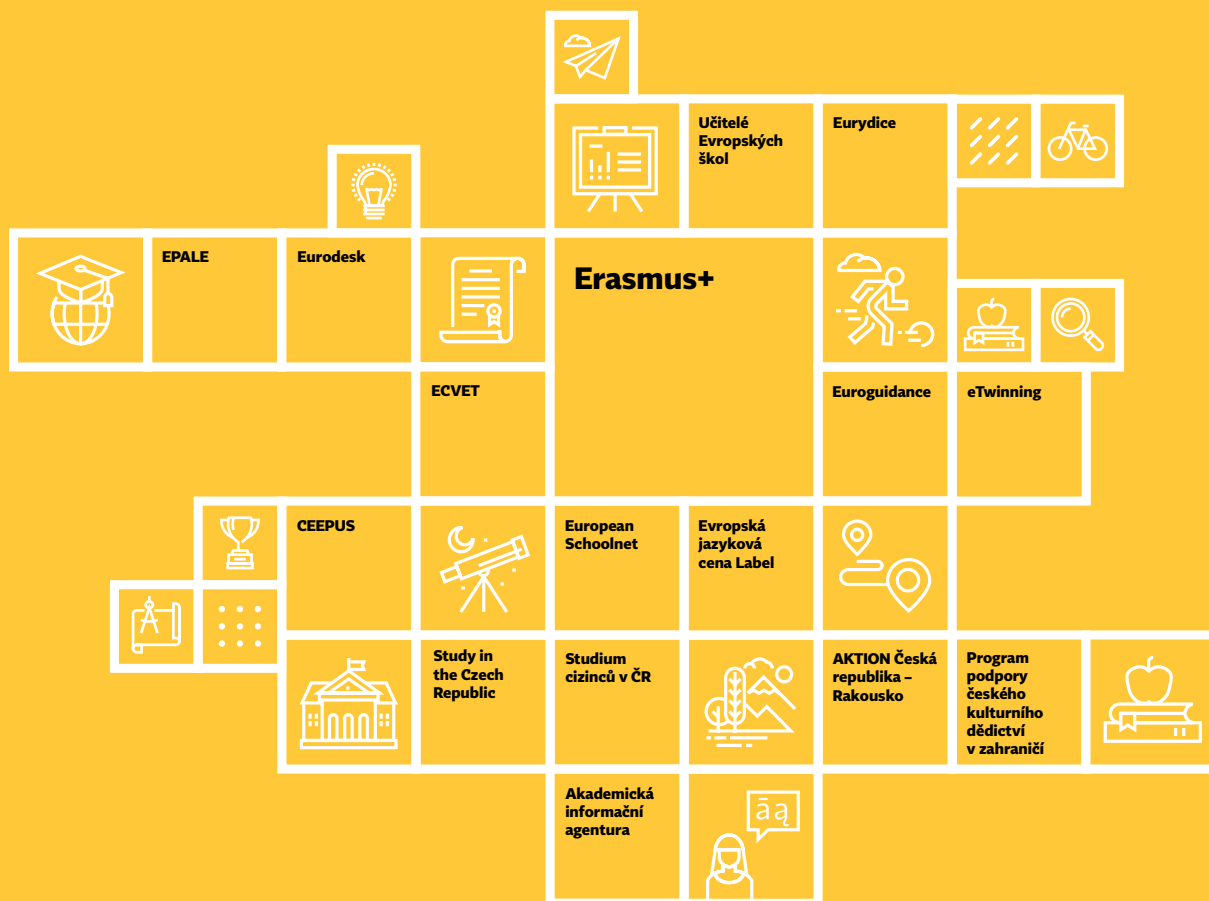 Učitelé
Evropských
škol
Eurydice
EPALE
Eurodesk
Erasmus+
ECVET
Euroguidance
eTwinning
CEEPUS
European
Schoolnet
Evropská
jazyková
cena Label
Study in
the Czech
Republic
Studium
cizinců v ČR
AKTION Česká
republika –
Rakousko
Program
podpory
českého
kulturního
dědictví
v zahraničí
Akademická
informační
agentura
āą